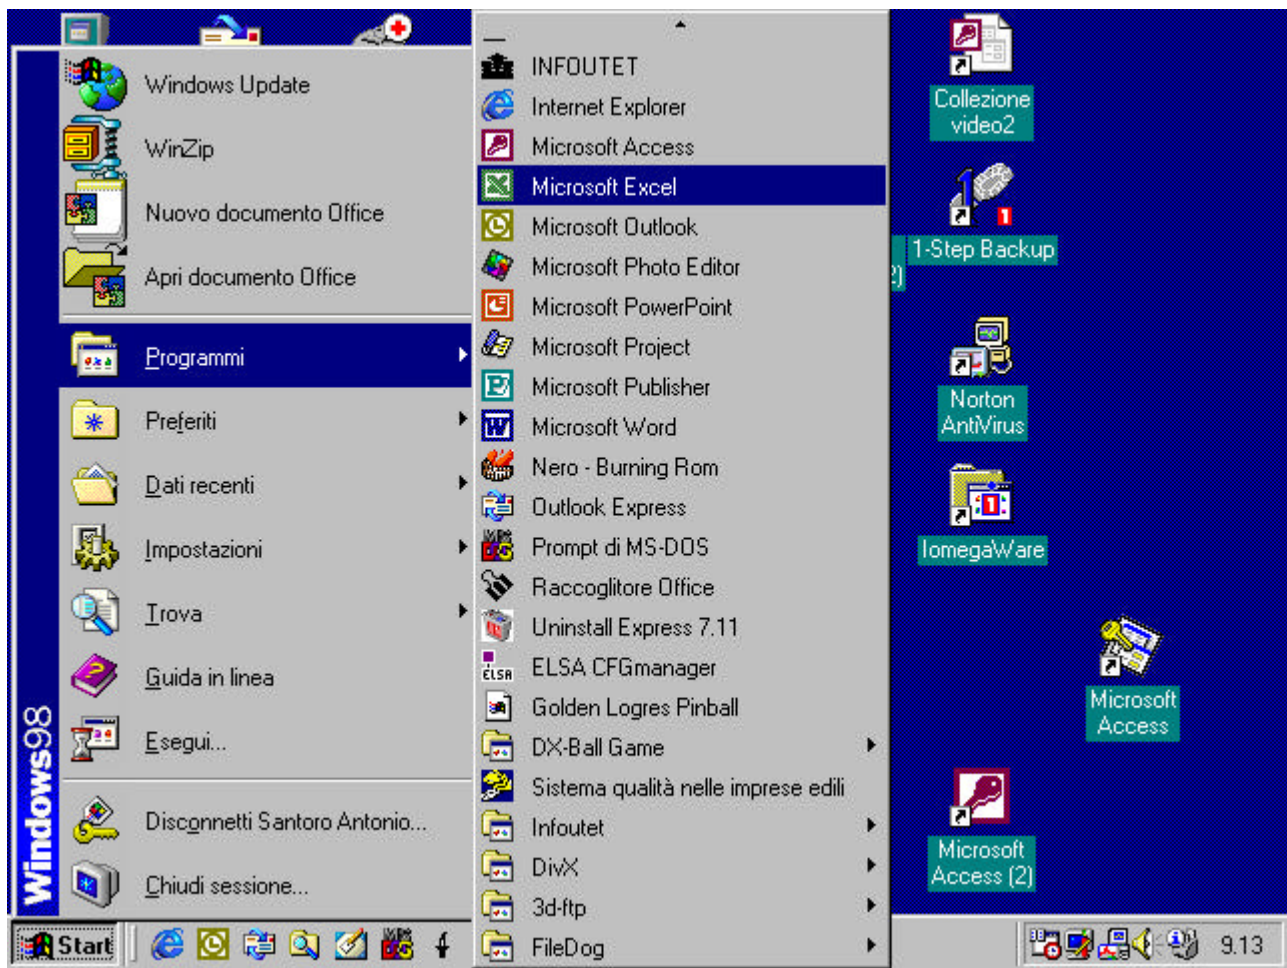 Windows98
Windows Update
WinZip
Nuovo documento Office
Apri documento Office
Programmi
Preferiti
Dati recenti
Impostazioni
Trova
Guida in linea
Esegui...
Disconnetti Santoro Antonio...
Chiudi sessione...
INFOUTET
Internet Explorer
Microsoft Access
Microsoft Excel
Microsoft Outlook
Microsoft Photo Editor
Microsoft PowerPoint
Microsoft Project
Microsoft Publisher
Microsoft Word
Nero - Burning Rom
Outlook Express
Prompt di MS-DOS
Raccoglitore Office
Uninstall Express 7.11
ELSA
ELSA CFGmanager
Golden Logres Pinball
DX-Ball Game
Sistema qualità nelle imprese edili
Infoutet
DivX
3d-ftp
FileDog
Collezione
video2
1-Step Backup
2)
Norton
AntiVirus
IomegaWare
Microsoft
Access
Microsoft
Access (2)
Start
9.13